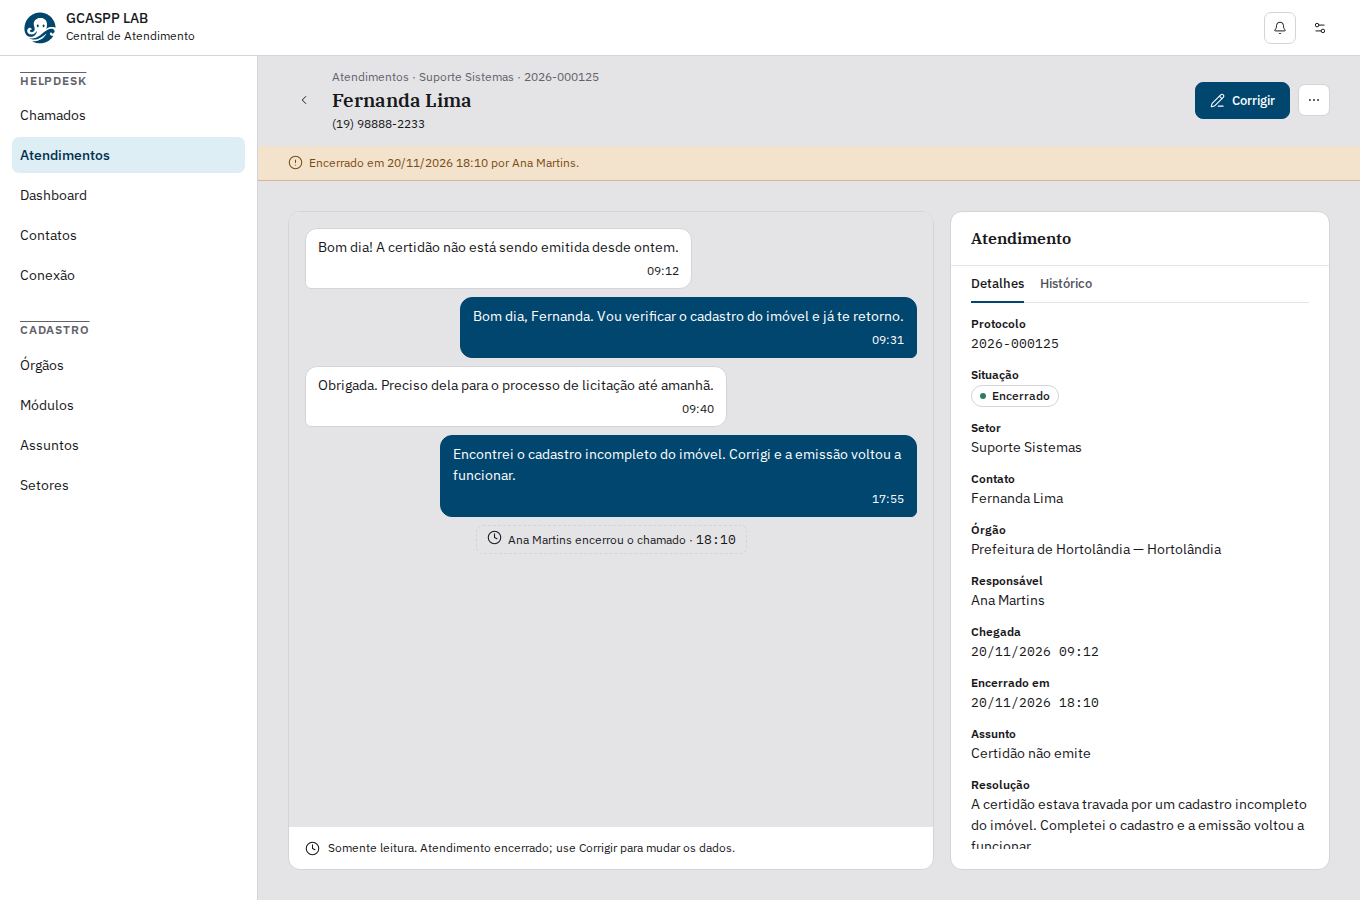 GCASPP LAB
Central de Atendimento
HELPDESK
Chamados
Atendimentos
Dashboard
Contatos
Conexão
CADASTRO
Órgãos
Módulos
Assuntos
Setores
Atendimentos · Suporte Sistemas · 2026-000125
Fernanda Lima
(19) 98888-2233
Corrigir
Encerrado em 20/11/2026 18:10 por Ana Martins.
Bom dia! A certidão não está sendo emitida desde ontem.
09:12
Bom dia, Fernanda. Vou verificar o cadastro do imóvel e já te retorno.
09:31
Obrigada. Preciso dela para o processo de licitação até amanhã.
09:40
Encontrei o cadastro incompleto do imóvel. Corrigi e a emissão voltou a
funcionar.
17:55
Ana Martins encerrou o chamado · 18:10
Somente leitura. Atendimento encerrado; use Corrigir para mudar os dados.
Atendimento
Detalhes Histórico
Protocolo
2026-000125
Situação
Encerrado
Setor
Suporte Sistemas
Contato
Fernanda Lima
Órgão
Prefeitura de Hortolândia — Hortolândia
Responsável
Ana Martins
Chegada
20/11/2026 09:12
Encerrado em
20/11/2026 18:10
Assunto
Certidão não emite
Resolução
A certidão estava travada por um cadastro incompleto
do imóvel. Completei o cadastro e a emissão voltou a
funcionar